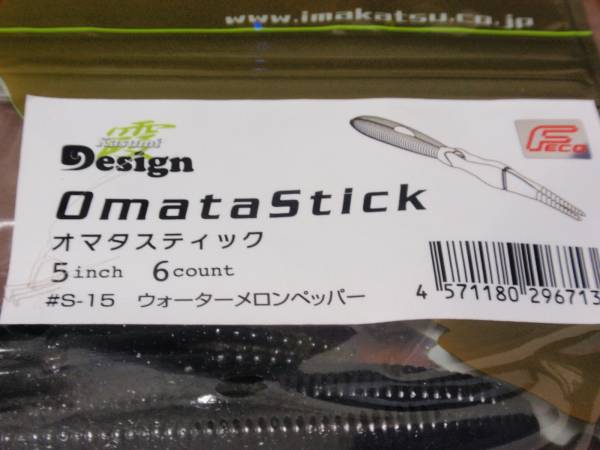 www.imakatsu.co.jp
Kasumi
Design
FECO
OmataStick
オマタスティック
5inch 6count
#S-15 ウォーターメロンペッパー
4 571180 296713